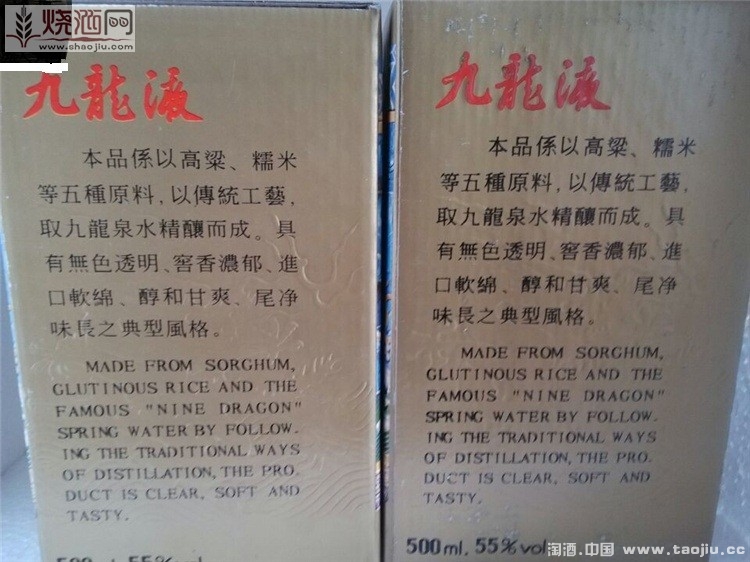 烧酒网
www.shaojiu.com
九龍液
本品係以高梁、糯米
等五種原料，以傳統工藝，
取九龍泉水精釀而成。具
有無色透明、窖香濃郁、進
口軟綿、醇和甘爽、尾净
味長之典型風格。
MADE FROM SORGHUM,
GLUTINOUS RICE AND THE
FAMOUS "NINE DRAGON"
SPRING WATER BY FOLLOW-
ING THE TRADITIONAL WAYS
OF DISTILLATION, THE PRO-
DUCT IS CLEAR, SOFT AND
TASTY.
500ml, 55%vol
九龍液
本品係以高梁、糯米
等五種原料，以傳統工藝，
取九龍泉水精釀而成。具
有無色透明、窖香濃郁、進
口軟綿、醇和甘爽、尾净
味長之典型風格。
MADE FROM SORGHUM,
GLUTINOUS RICE AND THE
FAMOUS "NINE DRAGON"
SPRING WATER BY FOLLOW-
ING THE TRADITIONAL WAYS
OF DISTILLATION, THE PRO-
DUCT IS CLEAR, SOFT AND
TASTY.
500ml, 55%vol
淘酒.中国 www.taojiu.cc